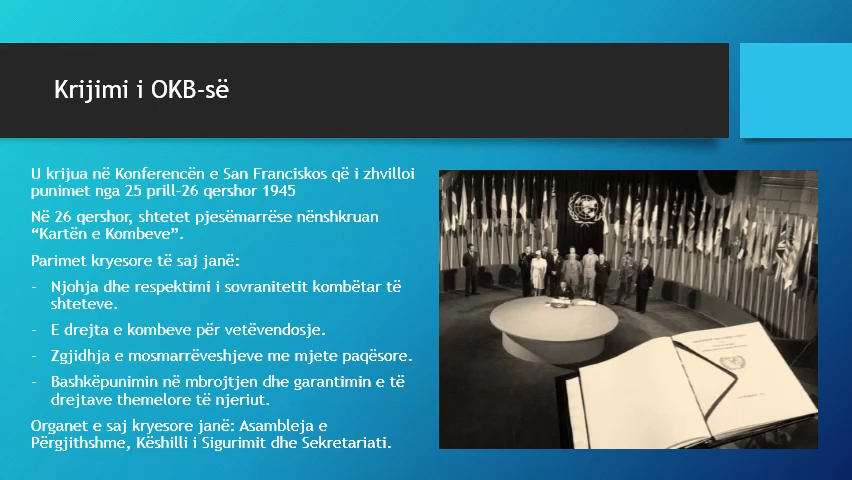 Krijimi i OKB-së
U krijua në Konferencën e San Franciskos që i zhvilloi
punimet nga 25 prill-26 qershor 1945
Në 26 qershor, shtetet pjesëmarrëse nënshkruan
“Kartën e Kombeve”.
Parimet kryesore të saj janë:
- Njohja dhe respektimi i sovranitetit kombëtar të
shteteve.
- E drejta e kombeve për vetëvendosje.
- Zgjidhja e mosmarrëveshjeve me mjete paqësore.
- Bashkëpunimin në mbrojtjen dhe garantimin e të
drejtave themelore të njeriut.
Organet e saj kryesore janë: Asambleja e
Përgjithshme, Këshilli i Sigurimit dhe Sekretariati.